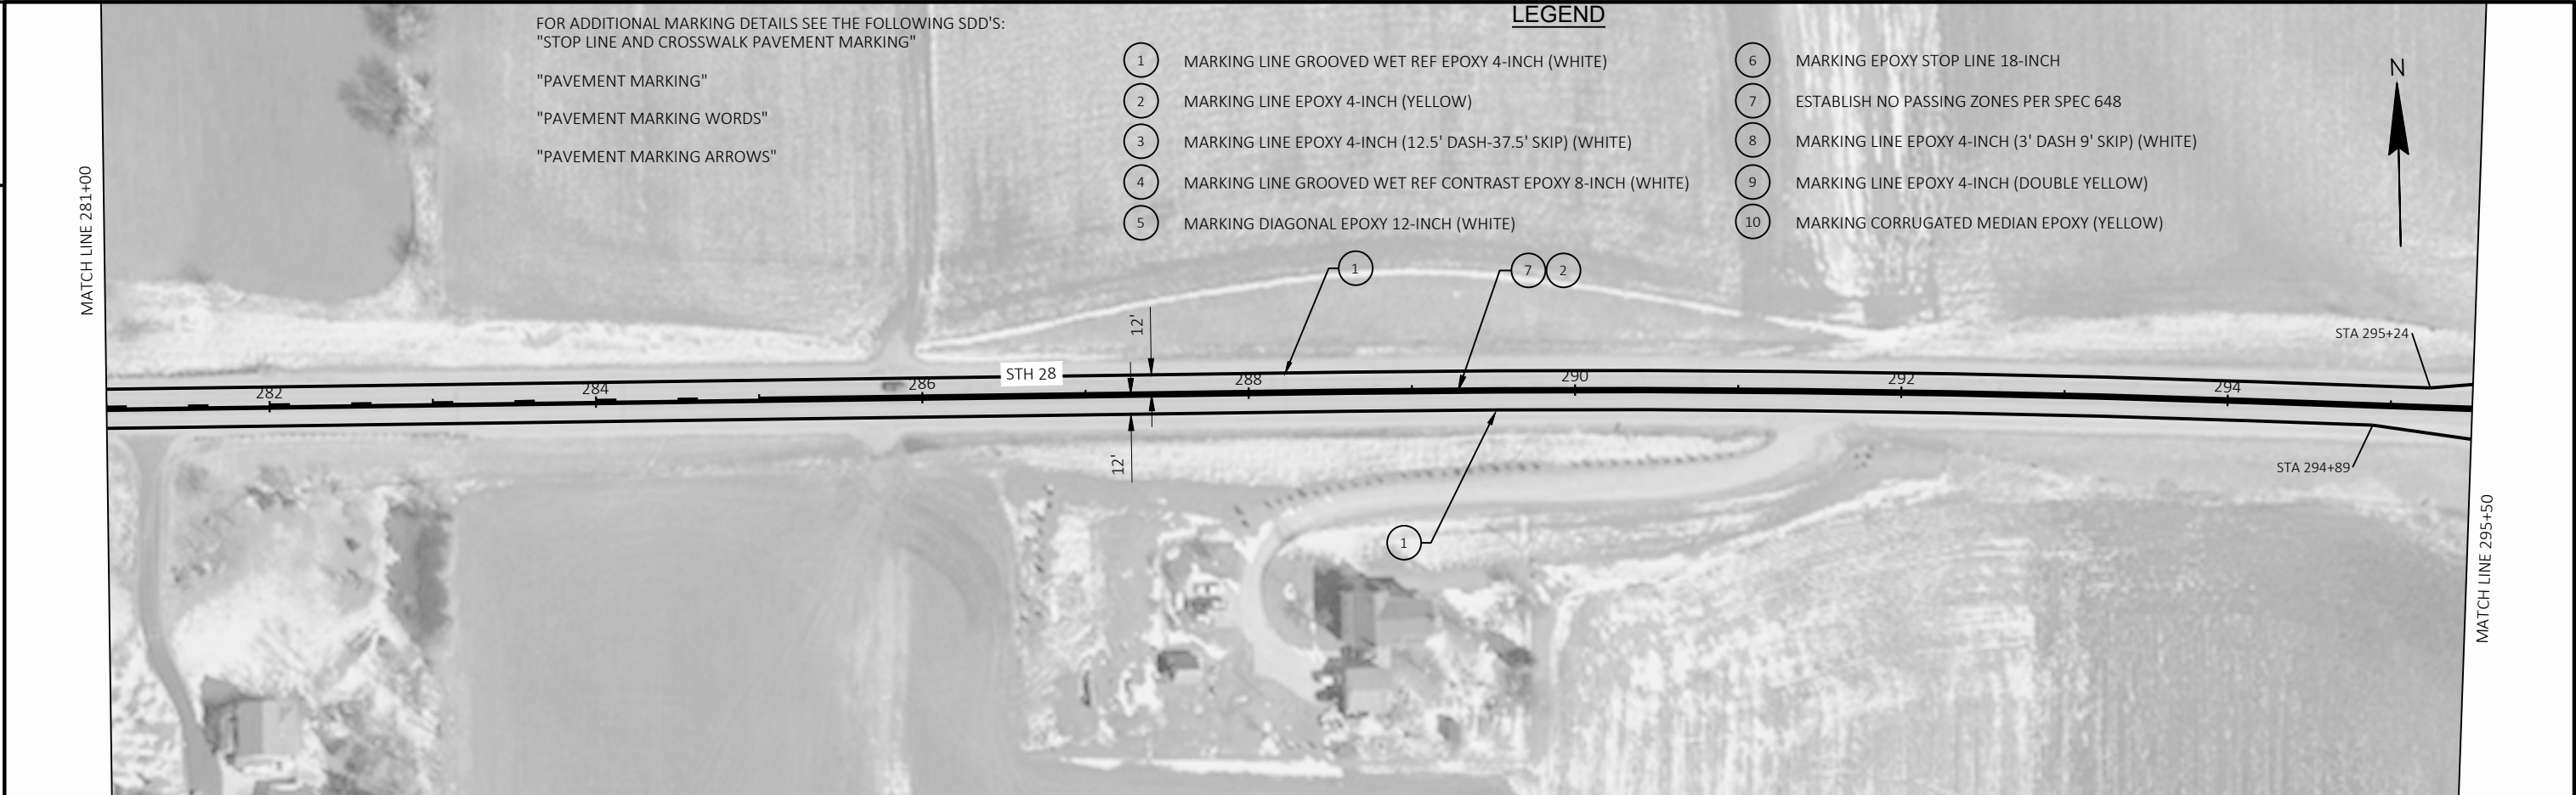 FOR ADDITIONAL MARKING DETAILS SEE THE FOLLOWING SDD'S:
"STOP LINE AND CROSSWALK PAVEMENT MARKING"
"PAVEMENT MARKING"
"PAVEMENT MARKING WORDS"
"PAVEMENT MARKING ARROWS"
LEGEND
1 MARKING LINE GROOVED WET REF EPOXY 4-INCH (WHITE)
2 MARKING LINE EPOXY 4-INCH (YELLOW)
3 MARKING LINE EPOXY 4-INCH (12.5' DASH-37.5' SKIP) (WHITE)
4 MARKING LINE GROOVED WET REF CONTRAST EPOXY 8-INCH (WHITE)
5 MARKING DIAGONAL EPOXY 12-INCH (WHITE)
6 MARKING EPOXY STOP LINE 18-INCH
7 ESTABLISH NO PASSING ZONES PER SPEC 648
8 MARKING LINE EPOXY 4-INCH (3' DASH 9' SKIP) (WHITE)
9 MARKING LINE EPOXY 4-INCH (DOUBLE YELLOW)
10 MARKING CORRUGATED MEDIAN EPOXY (YELLOW)
N
MATCH LINE 281+00
1
7 2
12'
STA 295+24
STH 28
282 284 286 288 290 292 294
12'
STA 294+89
1
MATCH LINE 295+50